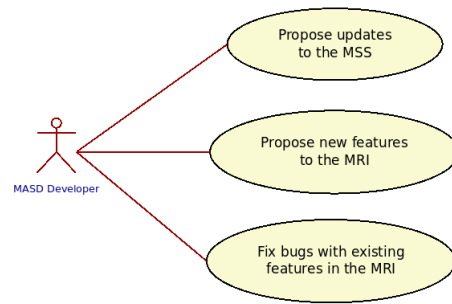 Propose updates
to the MSS
Propose new features
to the MRI
MASD Developer
Fix bugs with existing
features in the MRI